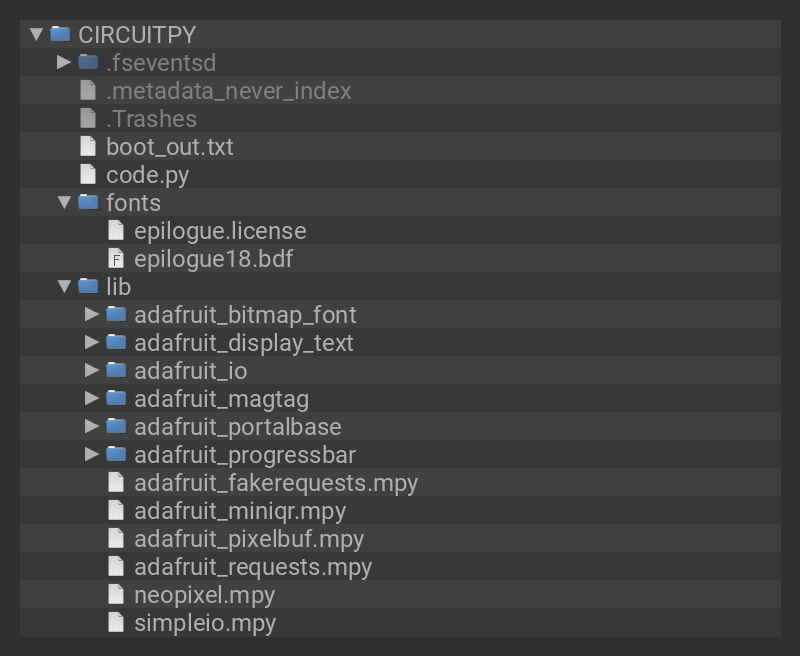 CIRCUITPY
.fseventsd
.metadata_never_index
.Trashes
boot_out.txt
code.py
fonts
epilogue.license
F epilogue18.bdf
lib
adafruit_bitmap_font
adafruit_display_text
adafruit_io
adafruit_magtag
adafruit_portalbase
adafruit_progressbar
adafruit_fakerequests.mpy
adafruit_miniqr.mpy
adafruit_pixelbuf.mpy
adafruit_requests.mpy
neopixel.mpy
simpleio.mpy